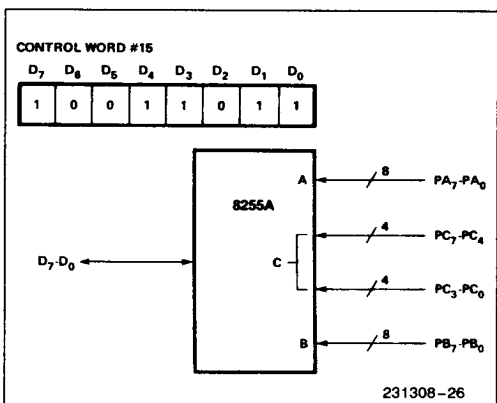 CONTROL WORD #15
D7 D6 D5 D4 D3 D2 D1 D0
1 0 0 1 1 0 1 1
8255A
A
8
PA7-PA0
4
PC7-PC4
D7-D0
C
4
PC3-PC0
B
8
PB7-PB0
231308-26